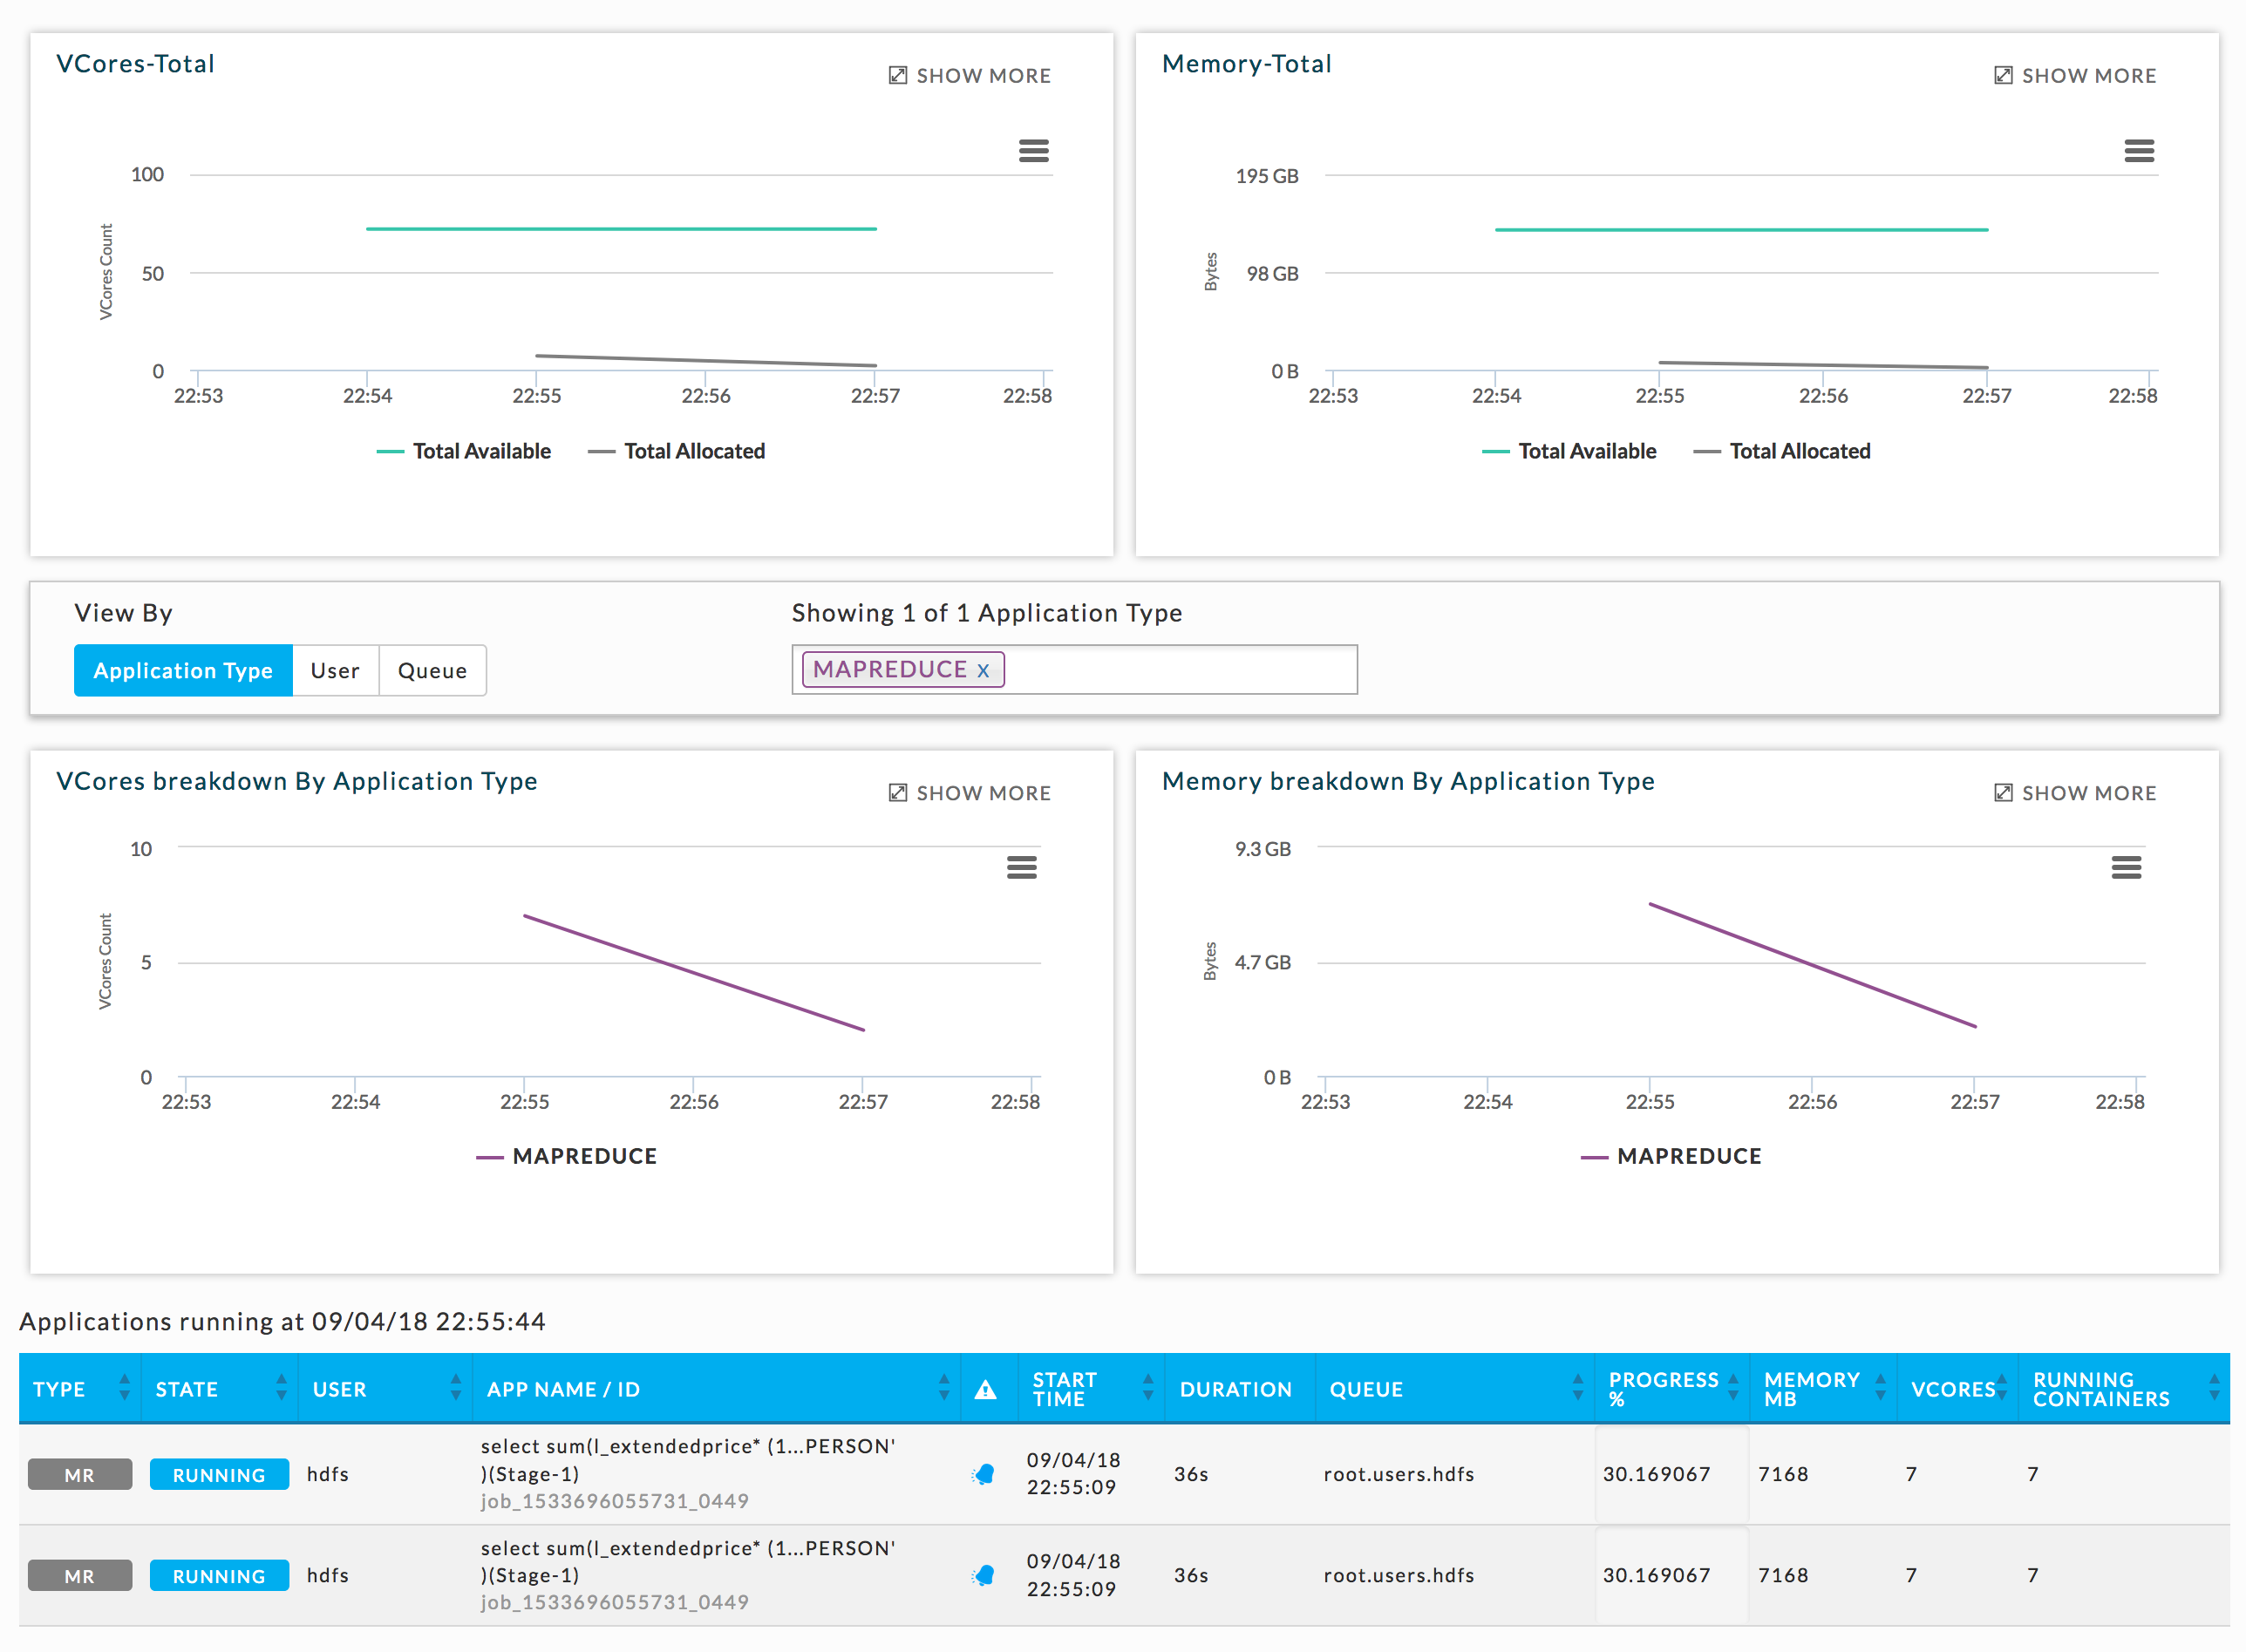 VCores-Total
SHOW MORE
100
50
0
VCores Count
22:53 22:54 22:55 22:56 22:57 22:58
Total Available Total Allocated
Memory-Total
SHOW MORE
195 GB
98 GB
0 B
Bytes
22:53 22:54 22:55 22:56 22:57 22:58
Total Available Total Allocated
View By
Application Type User Queue
Showing 1 of 1 Application Type
MAPREDUCE x
VCores breakdown By Application Type
SHOW MORE
10
5
0
VCores Count
22:53 22:54 22:55 22:56 22:57 22:58
MAPREDUCE
Memory breakdown By Application Type
SHOW MORE
9.3 GB
4.7 GB
0 B
Bytes
22:53 22:54 22:55 22:56 22:57 22:58
MAPREDUCE
Applications running at 09/04/18 22:55:44
TYPE STATE USER APP NAME / ID START TIME DURATION QUEUE PROGRESS % MEMORY MB VCORES RUNNING CONTAINERS
MR RUNNING hdfs
select sum(l_extendedprice* (1...PERSON'
)(Stage-1)
job_1533696055731_0449
09/04/18
22:55:09
36s root.users.hdfs 30.169067 7168 7 7
MR RUNNING hdfs
select sum(l_extendedprice* (1...PERSON'
)(Stage-1)
job_1533696055731_0449
09/04/18
22:55:09
36s root.users.hdfs 30.169067 7168 7 7